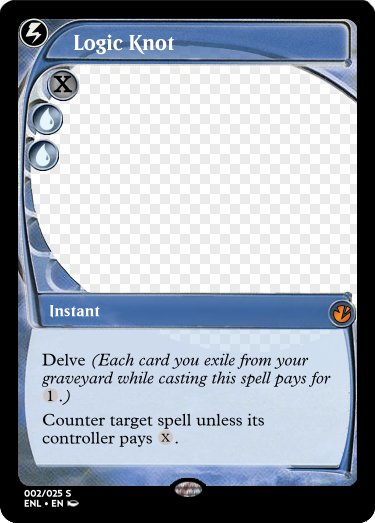 Logic Knot
X
Instant
Delve (Each card you exile from your
graveyard while casting this spell pays for
1.)
Counter target spell unless its
controller pays X.
002/025 S
ENL • EN